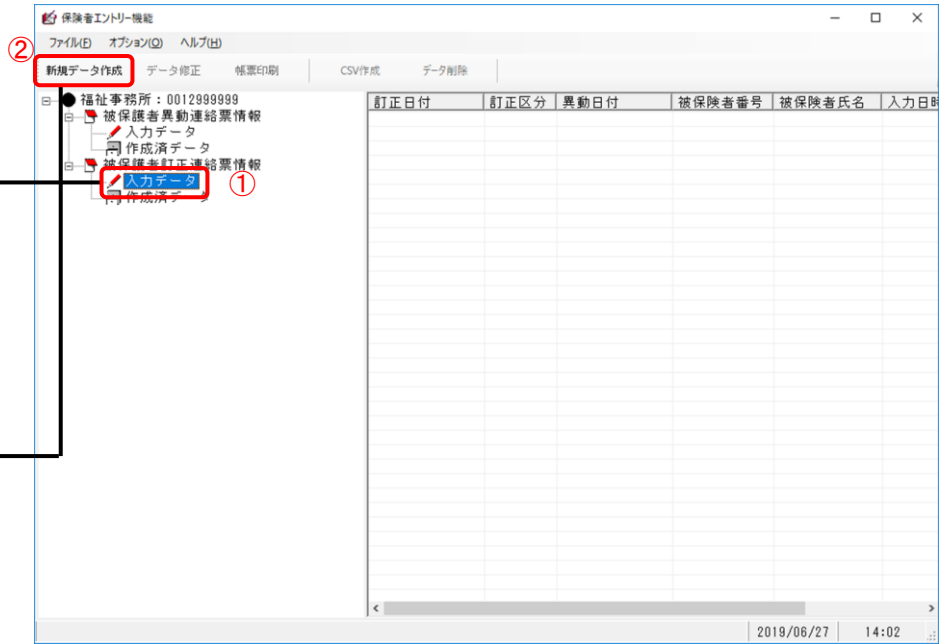 保険者エントリー機能
ファイル(F) オプション(O) ヘルプ(H)
②
新規データ作成 データ修正 帳票印刷 CSV作成 データ削除
福祉事務所：0012999999
被保護者異動連絡票情報
入力データ
作成済データ
被保護者訂正連絡票情報
入力データ ①
作成済データ
訂正日付 訂正区分 異動日付 被保険者番号 被保険者氏名 入力日時
2019/06/27 14:02